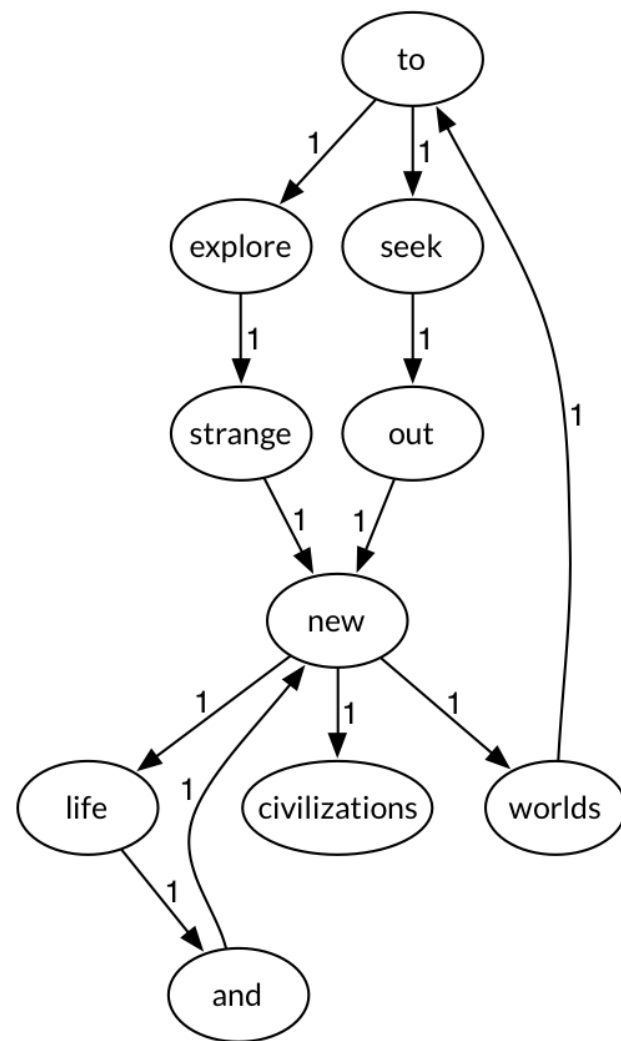 to
1
1
explore
seek
1
1
strange
out
1
1
1
new
1
1
1
1
life
civilizations
worlds
1
and